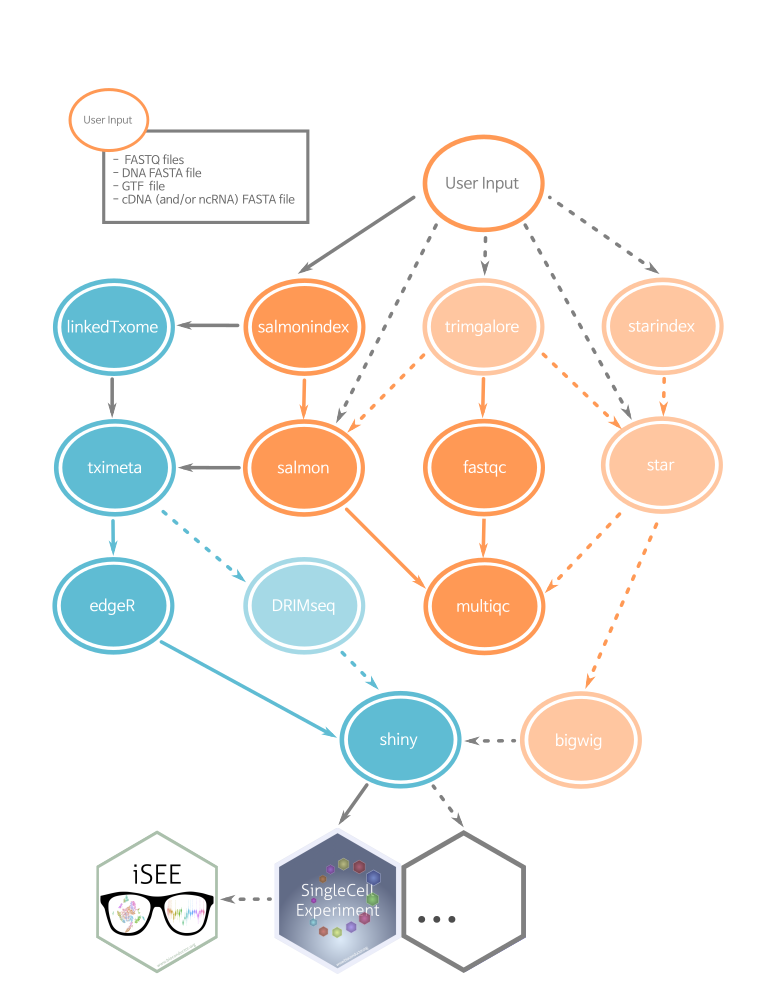 User Input
- FASTQ files
- DNA FASTA file
- GTF file
- cDNA (and/or ncRNA) FASTA file
User Input
linkedTxome
salmonindex
trimgalore
starindex
tximeta
salmon
fastqc
star
edgeR
DRIMseq
multiqc
shiny
bigwig
iSEE
SingleCell
Experiment
...